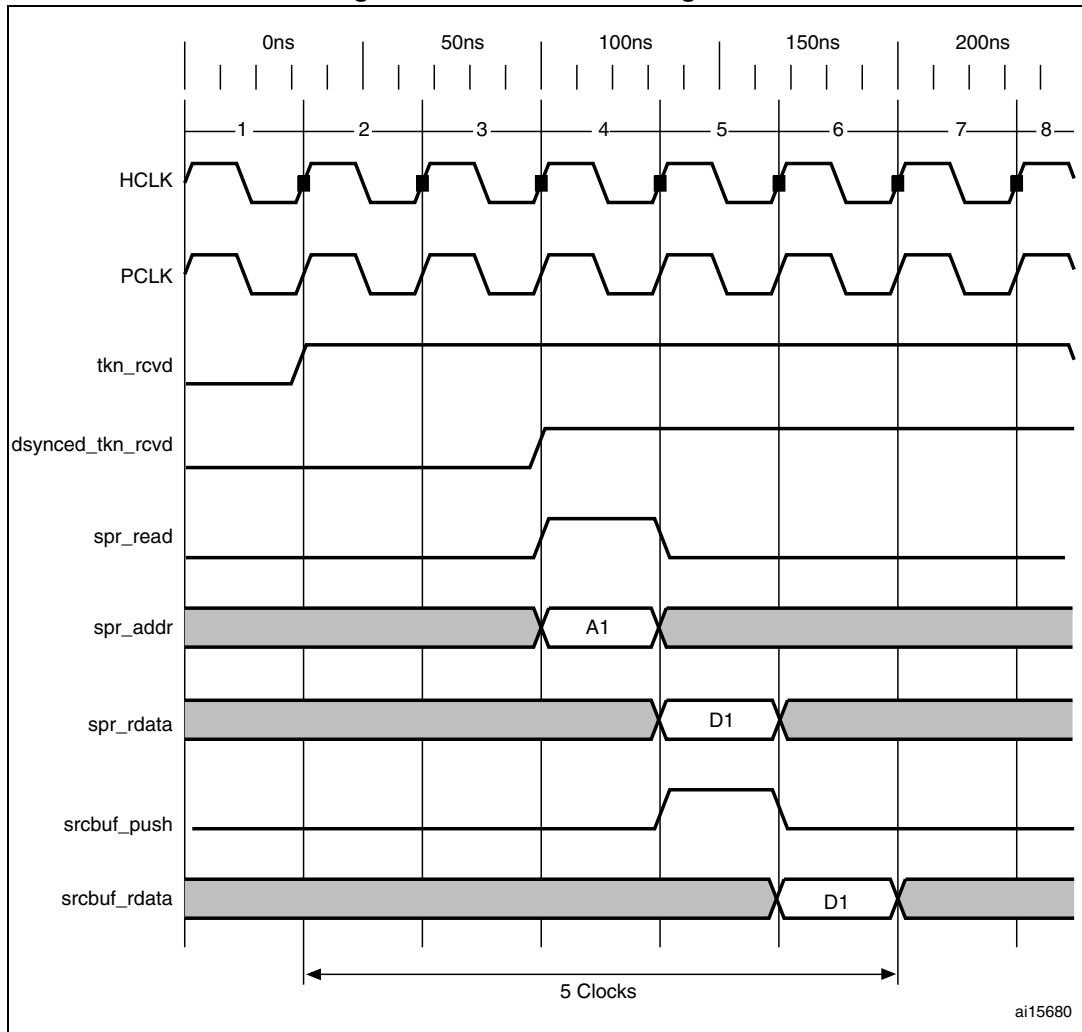 0ns 50ns 100ns 150ns 200ns
1 2 3 4 5 6 7 8
HCLK
PCLK
tkn_rcvd
dsynced_tkn_rcvd
spr_read
spr_addr A1
spr_rdata D1
srcbuf_push
srcbuf_rdata D1
5 Clocks
ai15680